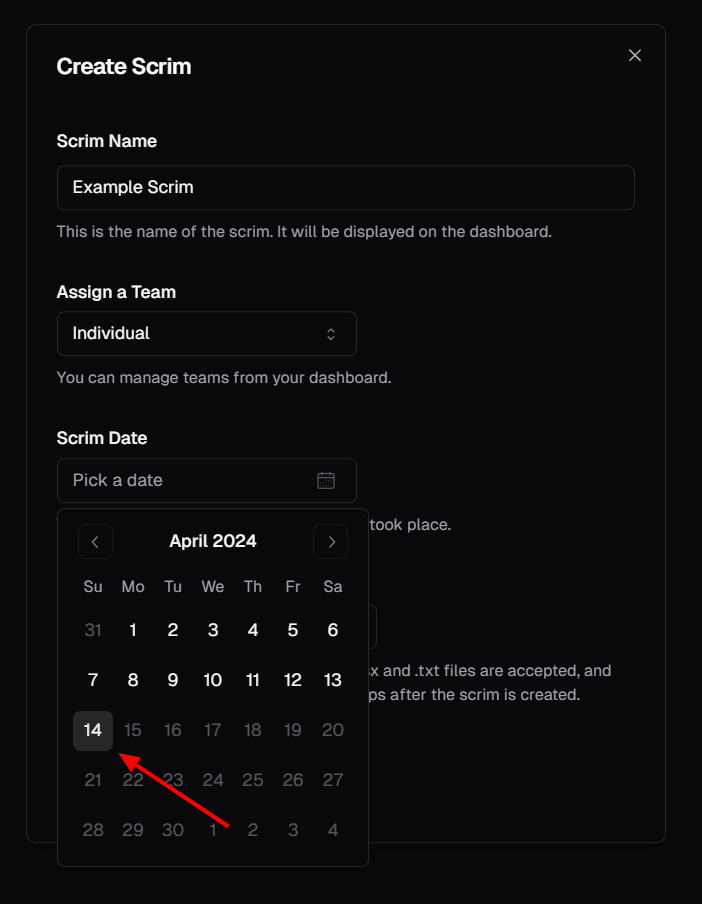 Create Scrim
Scrim Name
Example Scrim
This is the name of the scrim. It will be displayed on the dashboard.
Assign a Team
Individual
You can manage teams from your dashboard.
Scrim Date
Pick a date
took place.
April 2024
Su Mo Tu We Th Fr Sa
31 1 2 3 4 5 6
7 8 9 10 11 12 13
14 15 16 17 18 19 20
21 22 23 24 25 26 27
28 29 30 1 2 3 4
and .txt files are accepted, and
after the scrim is created.